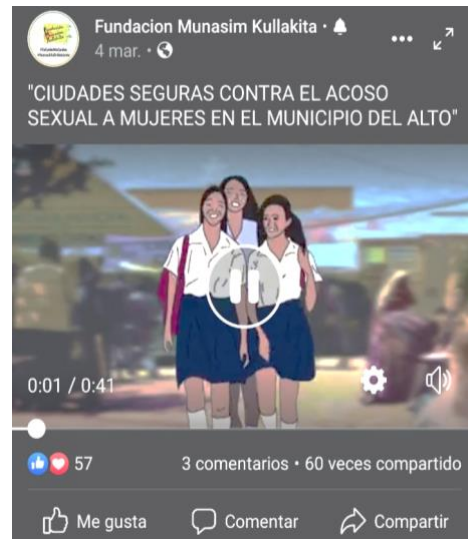 Fundacion Munasim Kullakita ·
4 mar. ·
"CIUDADES SEGURAS CONTRA EL ACOSO
SEXUAL A MUJERES EN EL MUNICIPIO DEL ALTO"
0:01 / 0:41
57
3 comentarios · 60 veces compartido
Me gusta
Comentar
Compartir